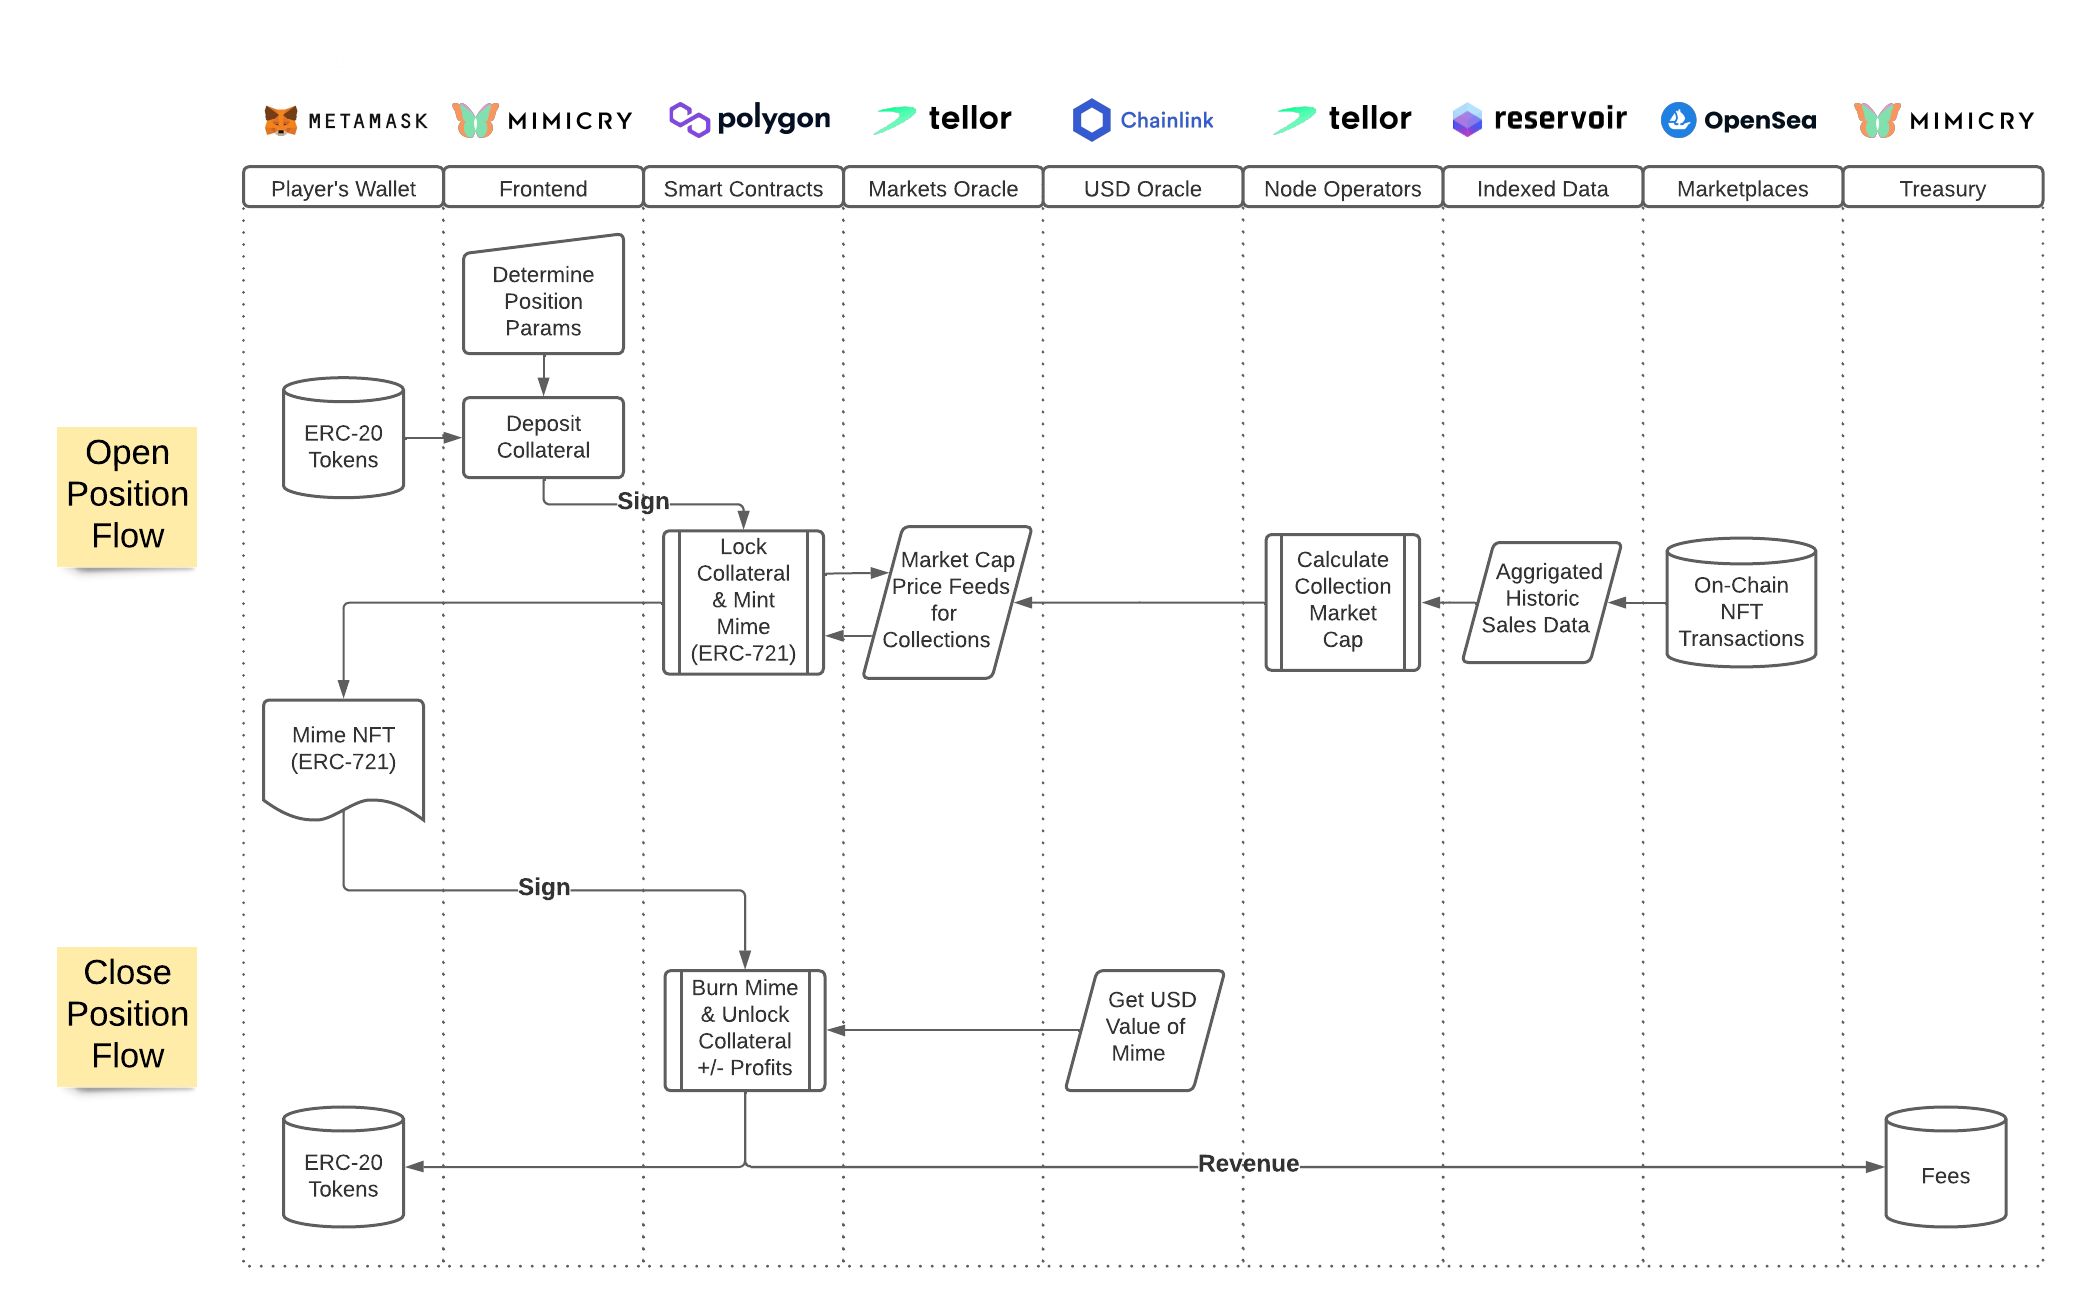 METAMASK
MIMICRY
polygon
tellor
Chainlink
tellor
reservoir
OpenSea
MIMICRY
Player's Wallet
Frontend
Smart Contracts
Markets Oracle
USD Oracle
Node Operators
Indexed Data
Marketplaces
Treasury
Determine
Position
Params
Open
Position
Flow
ERC-20
Tokens
Deposit
Collateral
Sign
Lock
Collateral
& Mint
Mime
(ERC-721)
Market Cap
Price Feeds
for
Collections
Calculate
Collection
Market
Cap
Aggrigated
Historic
Sales Data
On-Chain
NFT
Transactions
Mime NFT
(ERC-721)
Sign
Close
Position
Flow
Burn Mime
& Unlock
Collateral
+/- Profits
Get USD
Value of
Mime
ERC-20
Tokens
Revenue
Fees